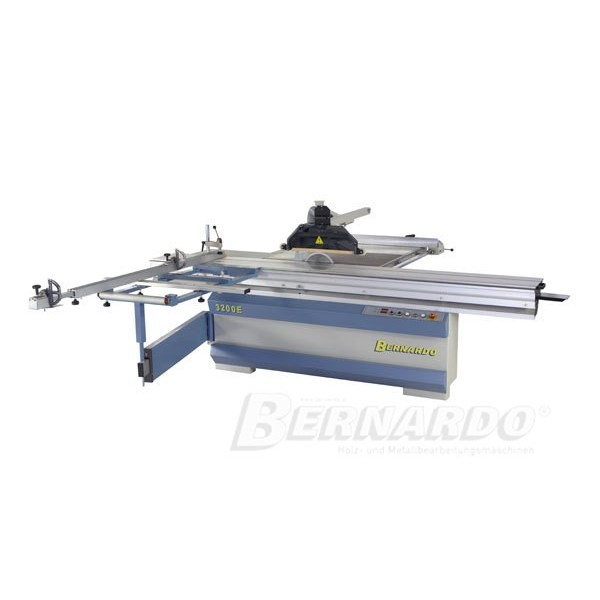 3200E
BERNARDO
BERNARDO®
Holz- und Metallbearbeitungsmaschinen